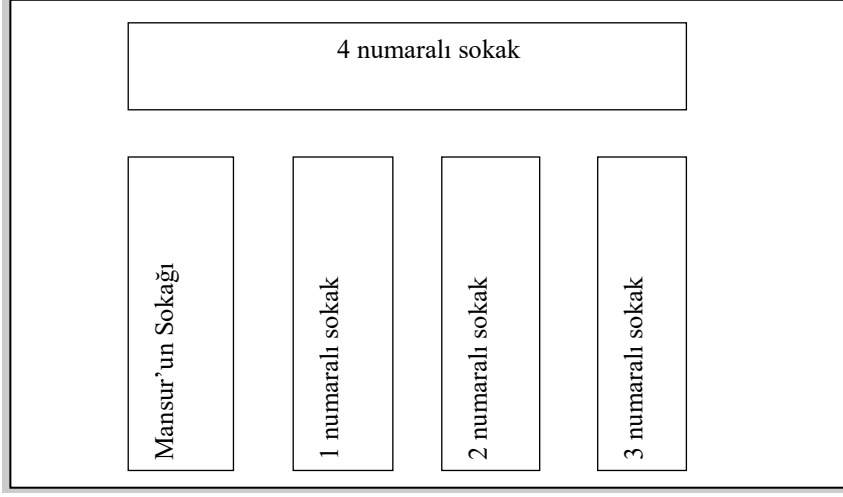 4 numaralı sokak
Mansur’un Sokağı
1 numaralı sokak
2 numaralı sokak
3 numaralı sokak